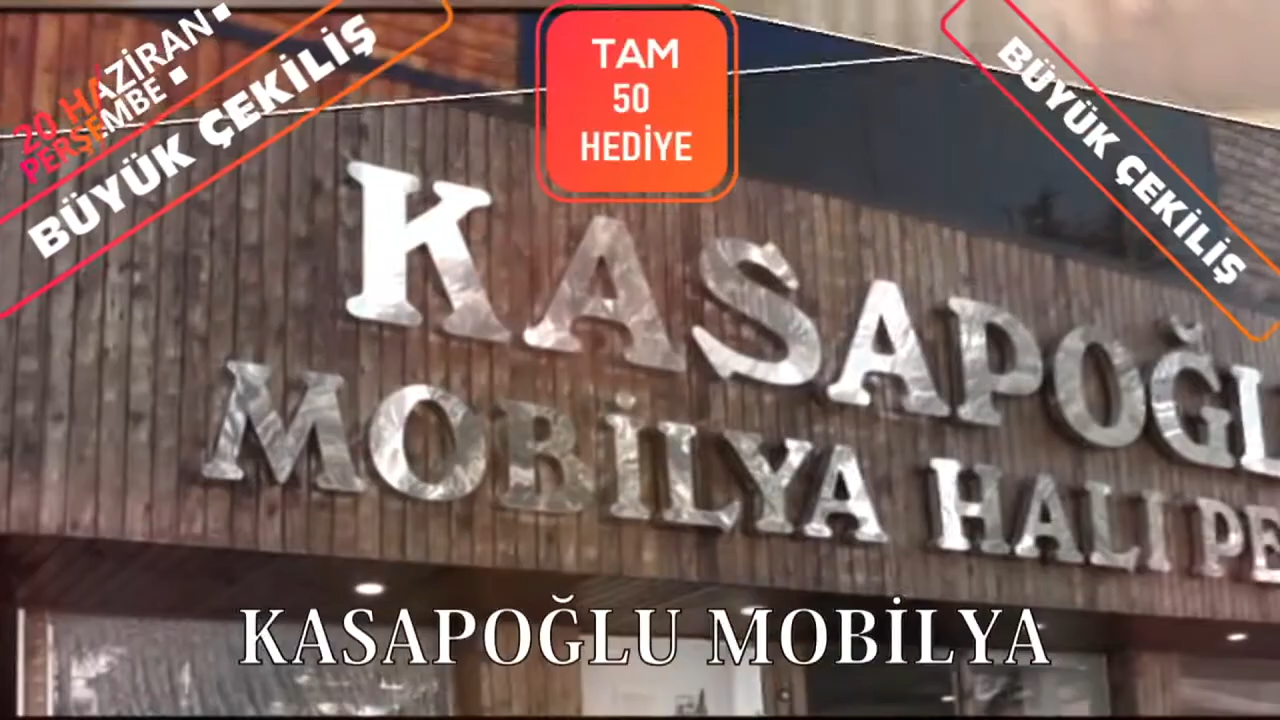 20 HAZİRAN
PERŞEMBE
BÜYÜK ÇEKİLİŞ
TAM
50
HEDİYE
BÜYÜK ÇEKİLİŞ
KASAPOĞL
MOBİLYA HALI PE
KASAPOĞLU MOBİLYA